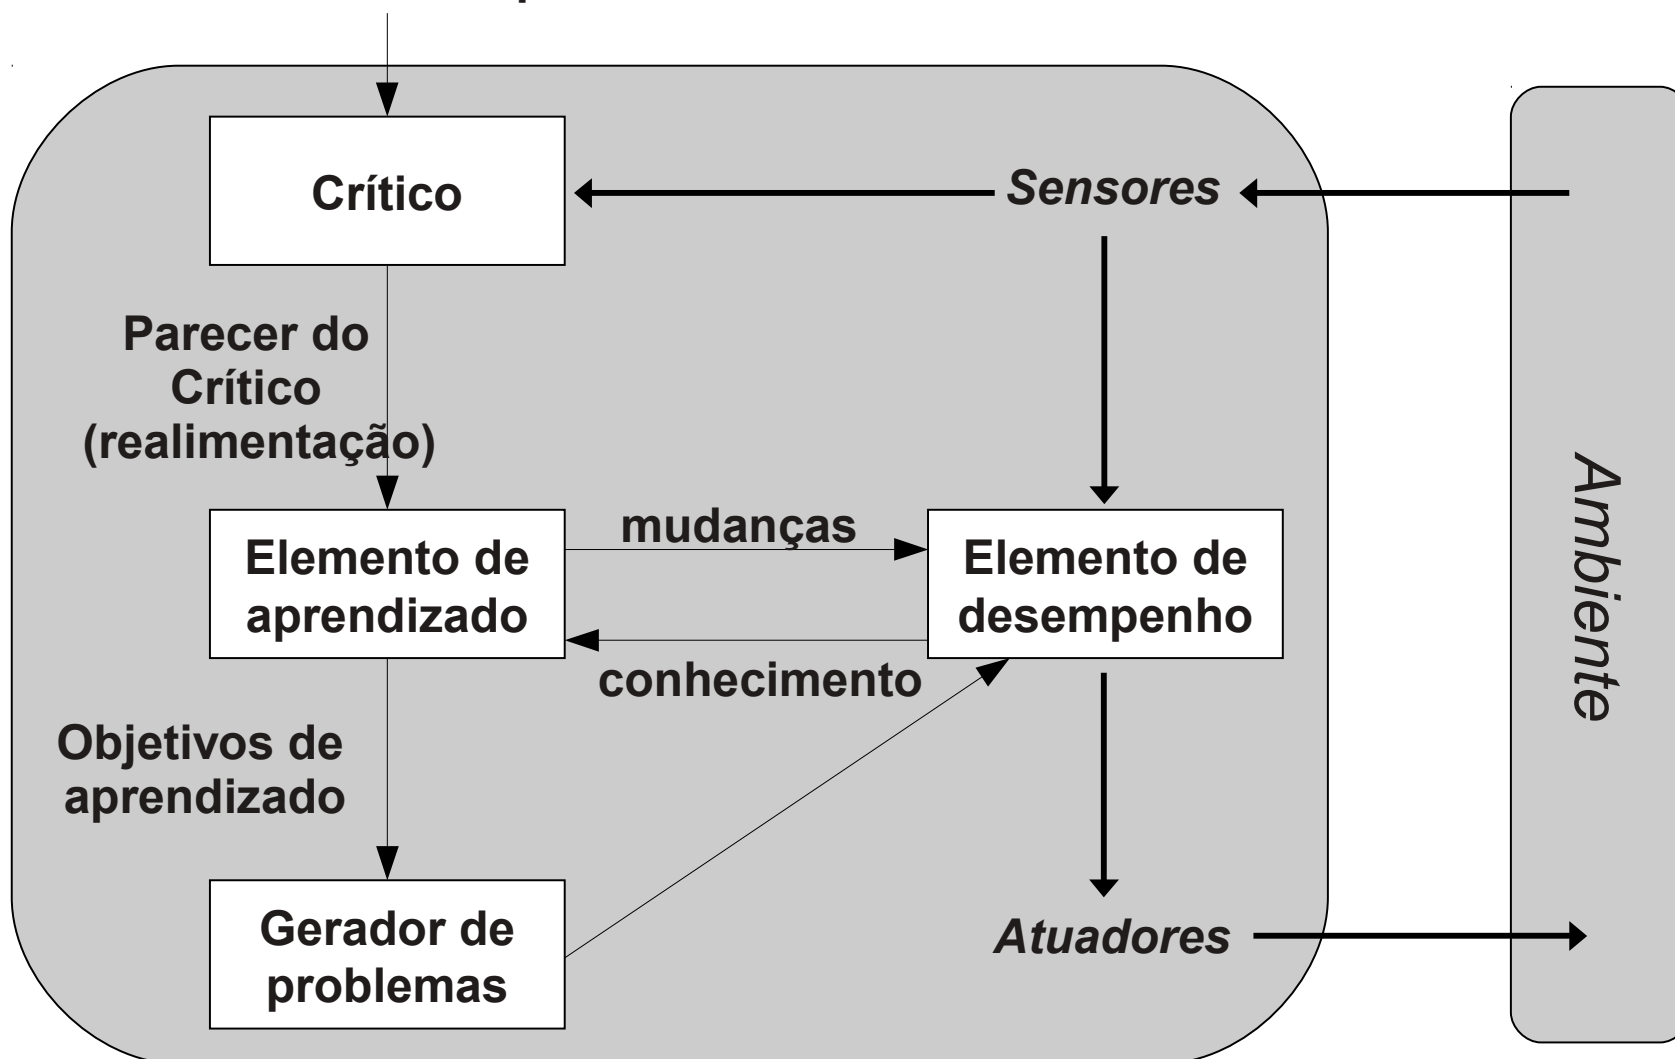 Crítico
Sensores
Parecer do
Crítico
(realimentação)
mudanças
Elemento de
aprendizado
Elemento de
desempenho
conhecimento
Ambiente
Objetivos de
aprendizado
Gerador de
problemas
Atuadores